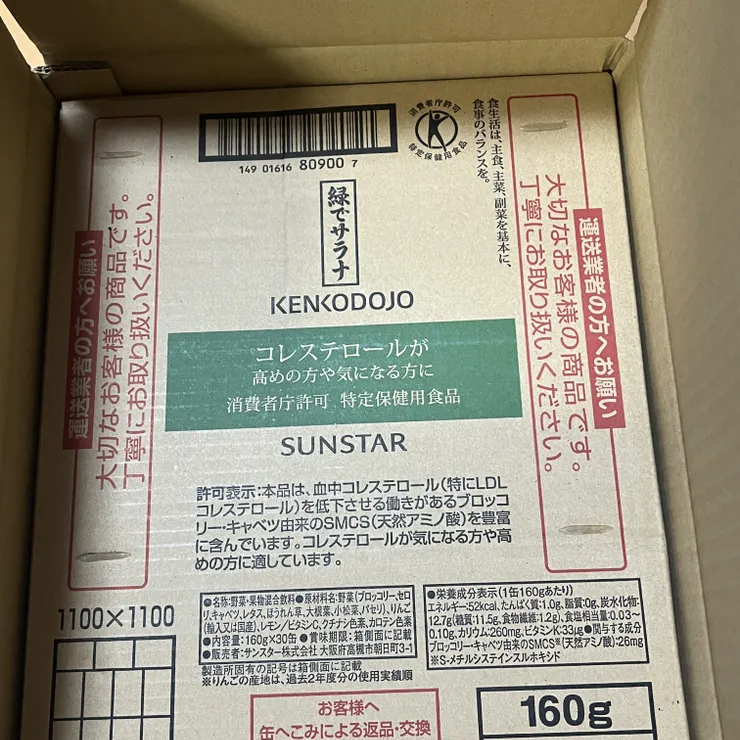 149 01616 80900 7
消費者庁許可
特定保健用食品
食生活は、主食、主菜、副菜を基本に、
食事のバランスを。
緑でサラナ
KENKODOJO
コレステロールが
高めの方や気になる方に
消費者庁許可 特定保健用食品
SUNSTAR
運送業者の方へお願い
大切なお客様の商品です。
丁寧にお取り扱いください。
運送業者の方へお願い
大切なお客様の商品です。
丁寧にお取り扱いください。
許可表示:本品は、血中コレステロール(特にLDL
コレステロール)を低下させる働きがあるブロッコ
リー・キャベツ由来のSMCS(天然アミノ酸)を豊富
に含んでいます。コレステロールが気になる方や高
めの方に適しています。
1100×1100
●名称:野菜・果物混合飲料●原材料名:野菜(ブロッコリー、セロ
リ、キャベツ、レタス、ほうれん草、大根葉、小松菜、パセリ)、りんご
(輸入又は国産)、レモン/ビタミンC、クチナシ色素、カロテン色素
●内容量:160g×30缶●賞味期限:箱側面に記載
●販売者:サンスター株式会社 大阪府高槻市朝日町3-1
製造所固有の記号は箱側面に記載
※りんごの産地は、過去2年度分の使用実績順
●栄養成分表示(1缶160gあたり)
エネルギー:52kcal、たんぱく質:1.0g、脂質:0g、炭水化物:
12.7g(糖質:11.5g、食物繊維:1.2g)、食塩相当量:0.03~
0.10g、カリウム:260mg、ビタミンK:33μg●関与する成分
ブロッコリー・キャベツ由来のSMCS※(天然アミノ酸):26mg
※S-メチルシステインスルホキシド
お客様へ
缶へこみによる返品・交換
160g